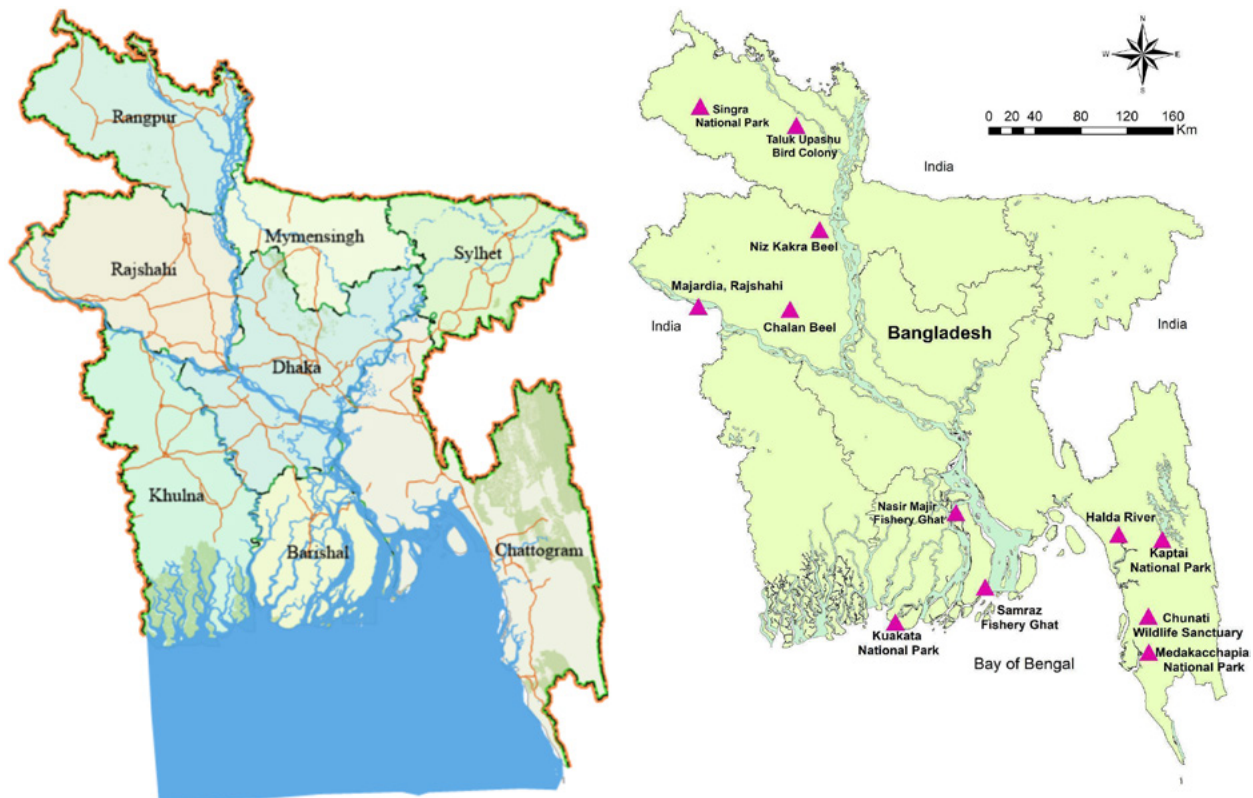 Rangpur
Mymensingh
Sylhet
Rajshahi
Dhaka
Khulna
Barishal
Chattogram
N
W
E
S
0 20 40
80
120
160
Km
Singra
National Park
Taluk Upashu
Bird Colony
India
Niz Kakra Beel
Majardia, Rajshahi
India
Chalan Beel
Bangladesh
India
Nasir Majir
Fishery Ghat
Halda River
Kaptai
National Park
Samraz
Fishery Ghat
Kuakata
National Park
Chunati
Wildlife Sanctuary
Medakacchapia
National Park
Bay of Bengal